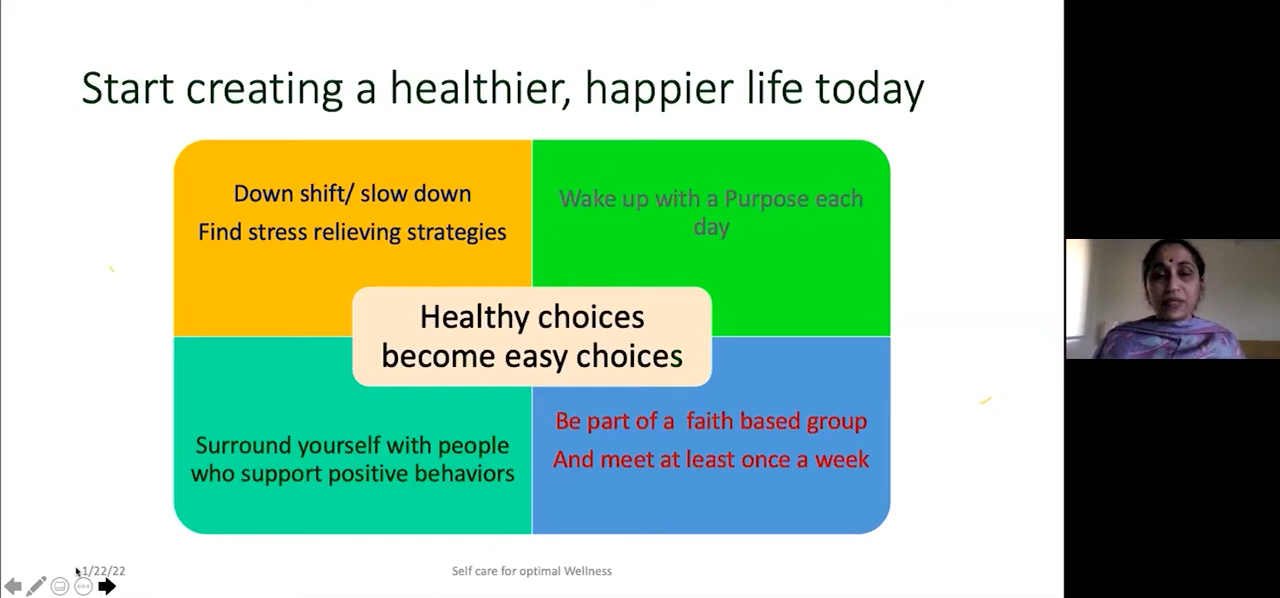 Start creating a healthier, happier life today
Down shift/ slow down
Find stress relieving strategies
Wake up with a Purpose each
day
Healthy choices
become easy choices
Surround yourself with people
who support positive behaviors
Be part of a  faith based group
And meet at least once a week
1/22/22
Self care for optimal Wellness